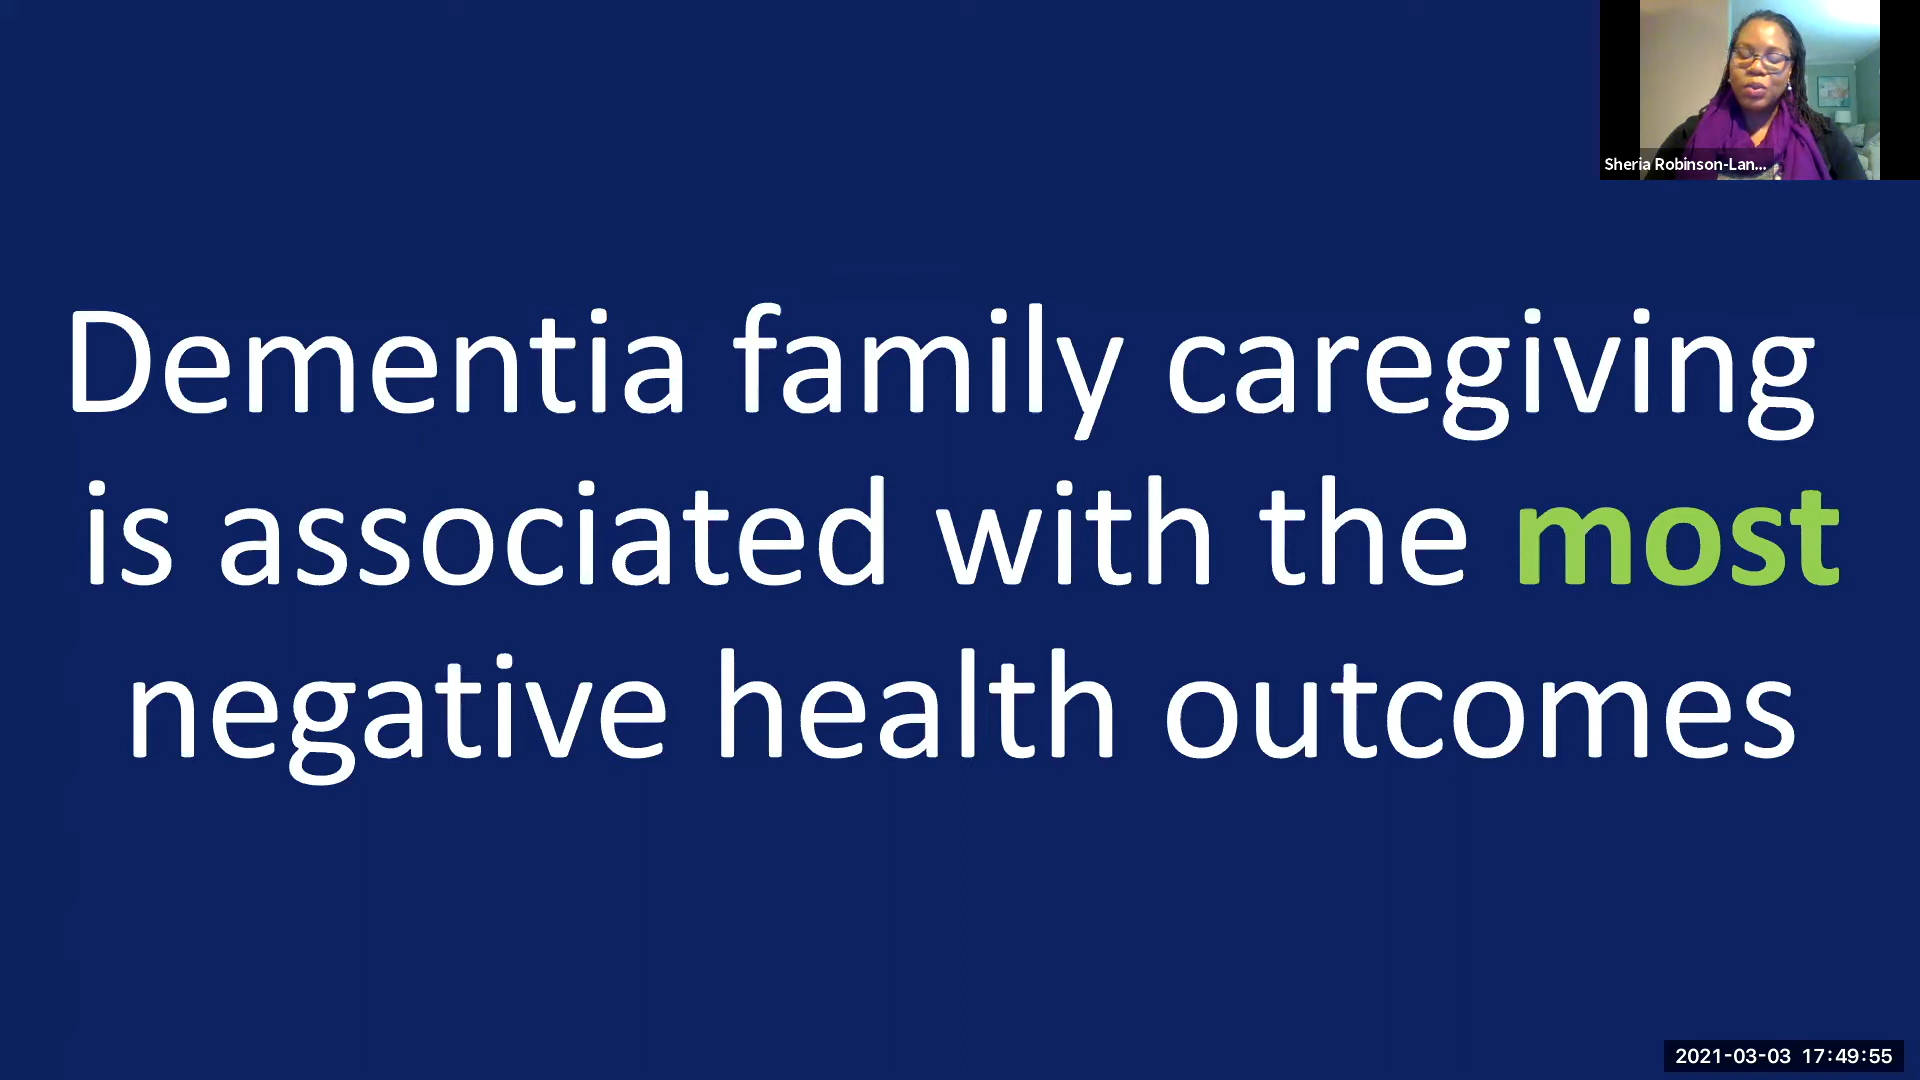 Sheria Robinson-Lan...
Dementia family caregiving
is associated with the most
negative health outcomes
2021-03-03 17:49:55